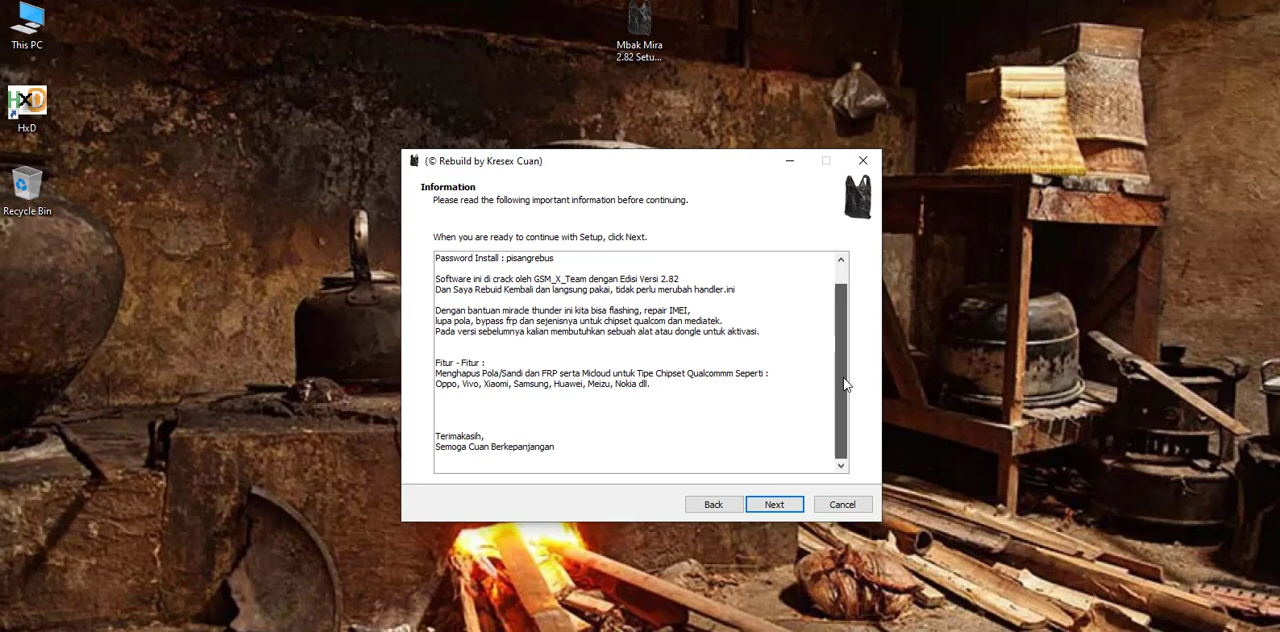 This PC
HxD
Recycle Bin
Mbak Mira
2.82 Setu...
(© Rebuild by Kresex Cuan)
Information
Please read the following important information before continuing.
When you are ready to continue with Setup, click Next.
Password Install : pisangrebus
Software ini di crack oleh GSM_X_Team dengan Edisi Versi 2.82
Dan Saya Rebuid Kembali dan langsung pakai, tidak perlu merubah handler.ini
Dengan bantuan miracle thunder ini kita bisa flashing, repair IMEI,
lupa pola, bypass frp dan sejenisnya untuk chipset qualcom dan mediatek.
Pada versi sebelumnya kalian membutuhkan sebuah alat atau dongle untuk aktivasi.
Fitur - Fitur :
Menghapus Pola/Sandi dan FRP serta Micloud untuk Tipe Chipset Qualcommm Seperti :
Oppo, Vivo, Xiaomi, Samsung, Huawei, Meizu, Nokia dll.
Terimakasih,
Semoga Cuan Berkepanjangan
Back
Next
Cancel